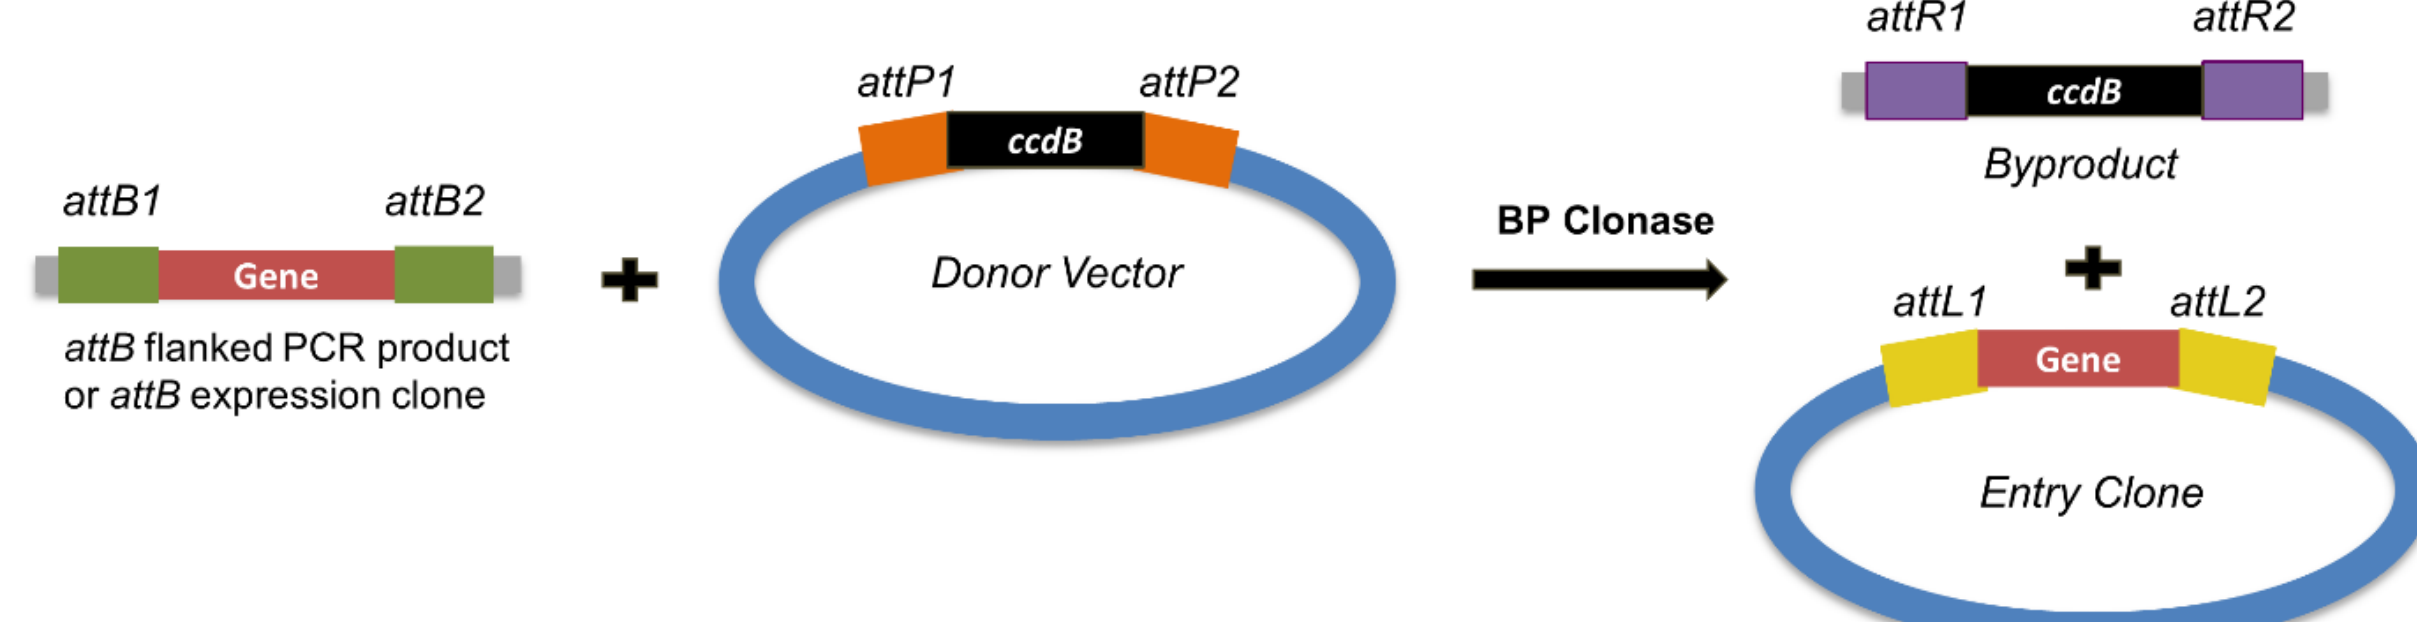 attB1
attB2
Gene
attB flanked PCR product
or attB expression clone
attP1
attP2
ccdB
Donor Vector
BP Clonase
attR1
attR2
ccdB
Byproduct
attL1
attL2
Gene
Entry Clone